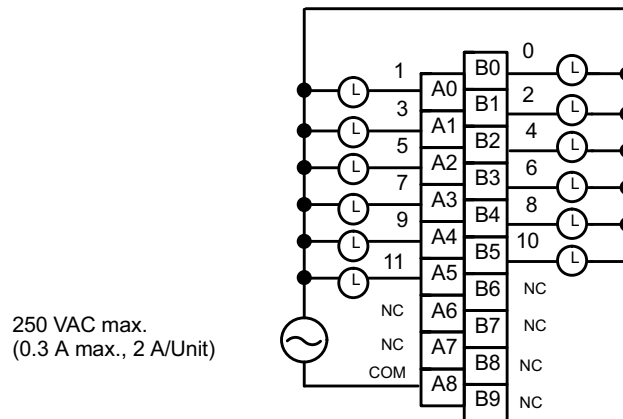 0
B0
L
1
L
A0
2
B1
L
3
L
A1
4
B2
L
5
L
A2
6
B3
L
7
L
A3
8
B4
L
9
L
A4
10
B5
L
11
L
A5
B6
NC
NC
A6
B7
NC
250 VAC max.
(0.3 A max., 2 A/Unit)
NC
A7
B8
NC
COM
A8
B9
NC